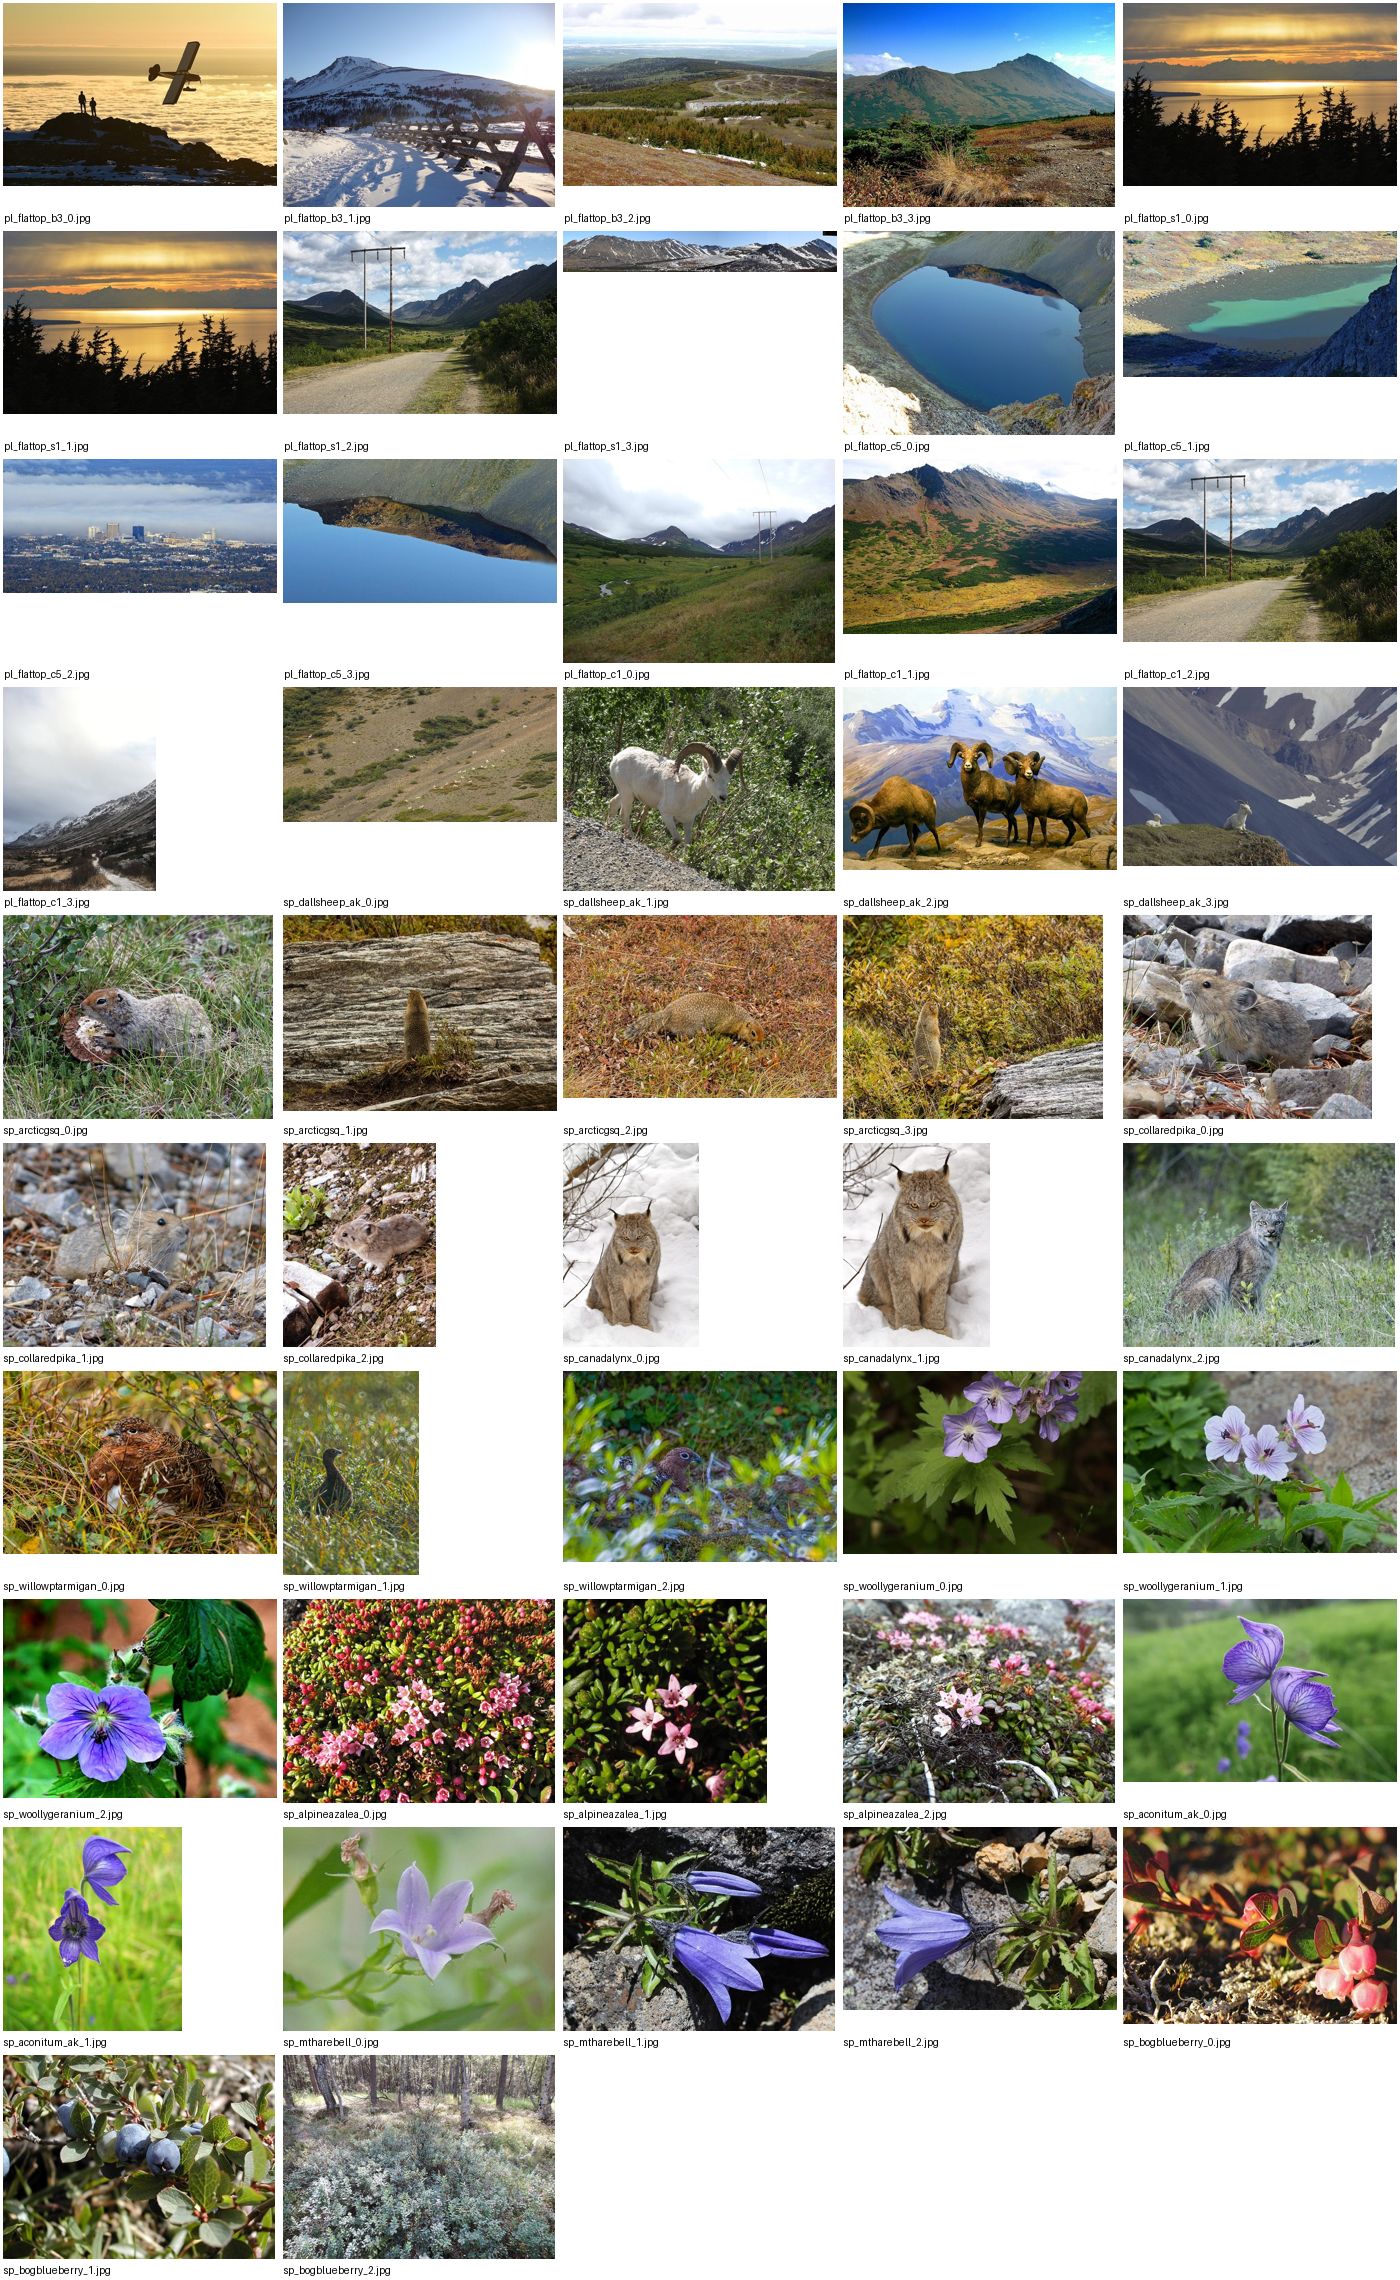 pl_flattop_b3_0.jpg
pl_flattop_b3_1.jpg
pl_flattop_b3_2.jpg
pl_flattop_b3_3.jpg
pl_flattop_s1_0.jpg
pl_flattop_s1_1.jpg
pl_flattop_s1_2.jpg
pl_flattop_s1_3.jpg
pl_flattop_c5_0.jpg
pl_flattop_c5_1.jpg
pl_flattop_c5_2.jpg
pl_flattop_c5_3.jpg
pl_flattop_c1_0.jpg
pl_flattop_c1_1.jpg
pl_flattop_c1_2.jpg
pl_flattop_c1_3.jpg
sp_dallsheep_ak_0.jpg
sp_dallsheep_ak_1.jpg
sp_dallsheep_ak_2.jpg
sp_dallsheep_ak_3.jpg
sp_arcticgsq_0.jpg
sp_arcticgsq_1.jpg
sp_arcticgsq_2.jpg
sp_arcticgsq_3.jpg
sp_collaredpika_0.jpg
sp_collaredpika_1.jpg
sp_collaredpika_2.jpg
sp_canadalynx_0.jpg
sp_canadalynx_1.jpg
sp_canadalynx_2.jpg
sp_willowptarmigan_0.jpg
sp_willowptarmigan_1.jpg
sp_willowptarmigan_2.jpg
sp_woollygeranium_0.jpg
sp_woollygeranium_1.jpg
sp_woollygeranium_2.jpg
sp_alpineazalea_0.jpg
sp_alpineazalea_1.jpg
sp_alpineazalea_2.jpg
sp_aconitum_ak_0.jpg
sp_aconitum_ak_1.jpg
sp_mtharebell_0.jpg
sp_mtharebell_1.jpg
sp_mtharebell_2.jpg
sp_bogblueberry_0.jpg
sp_bogblueberry_1.jpg
sp_bogblueberry_2.jpg